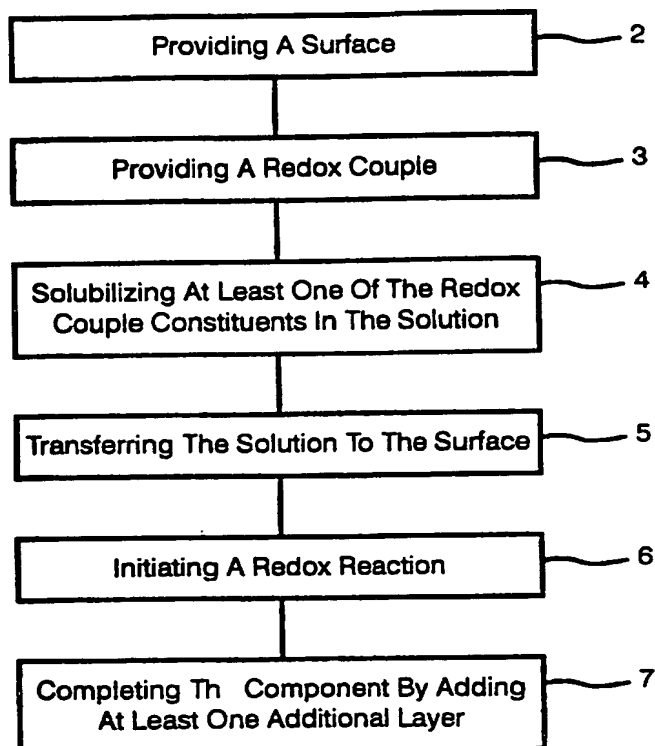 Providing A Surface
2
Providing A Redox Couple
3
Solubilizing At Least One Of The Redox
Couple Constituents In The Solution
4
Transferring The Solution To The Surface
5
Initiating A Redox Reaction
6
Completing Th Component By Adding
At Least One Additional Layer
7